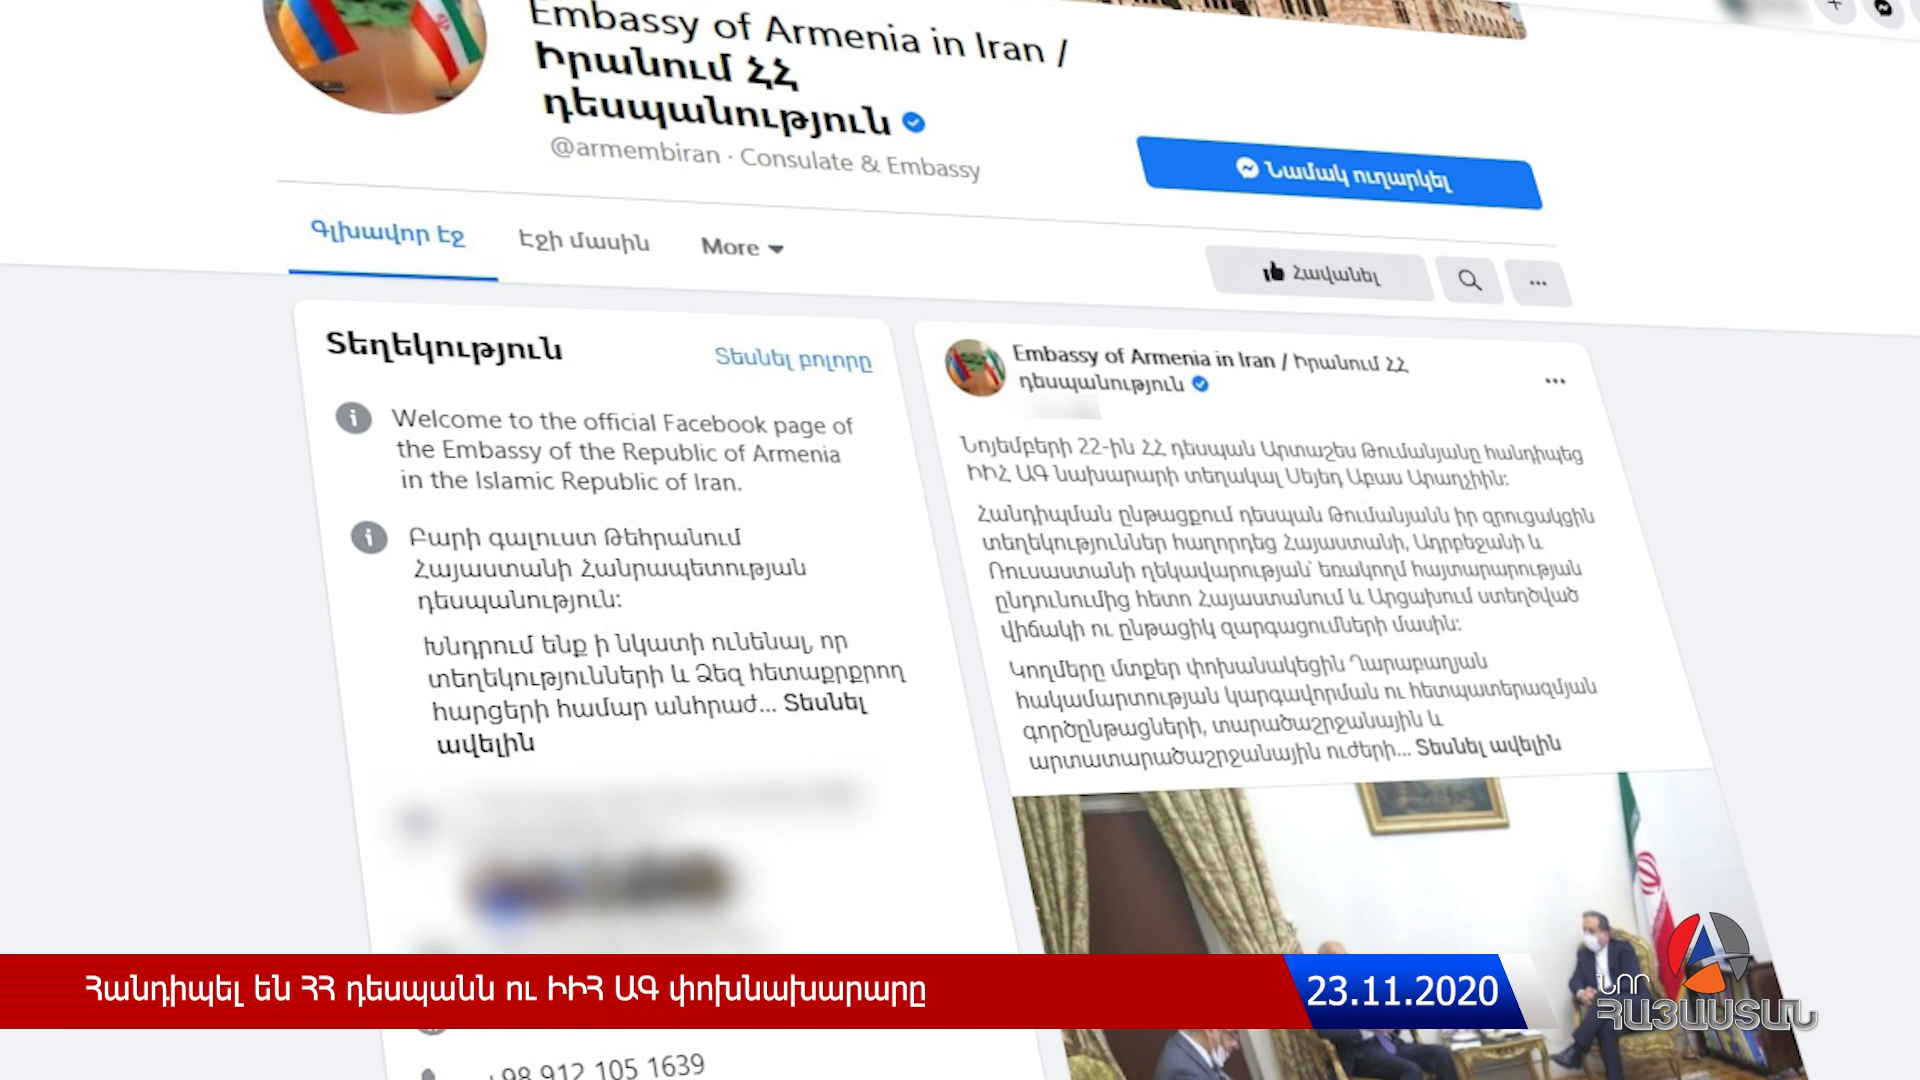 Embassy of Armenia in Iran /
Իրանում ՀՀ
դեսպանություն
@armembiran · Consulate & Embassy
Նամակ ուղարկել
Գլխավոր էջ
Էջի մասին
More
Հավանել
Տեղեկություն
Տեսնել բոլորը
Welcome to the official Facebook page of
the Embassy of the Republic of Armenia
in the Islamic Republic of Iran.
Բարի գալուստ Թեհրանում
Հայաստանի Հանրապետության
դեսպանություն:
Խնդրում ենք ի նկատի ունենալ, որ
տեղեկությունների և Ձեզ հետաքրքրող
հարցերի համար անհրաժ... Տեսնել
ավելին
+98 912 105 1639
Embassy of Armenia in Iran / Իրանում ՀՀ
դեսպանություն
Նոյեմբերի 22-ին ՀՀ դեսպան Արտաշես Թումանյանը հանդիպեց
ԻԻՀ ԱԳ նախարարի տեղակալ Սեյեդ Աբաս Արաղչիին:
Հանդիպման ընթացքում դեսպան Թումանյանն իր զրուցակցին
տեղեկություններ հաղորդեց Հայաստանի, Ադրբեջանի և
Ռուսաստանի ղեկավարության՝ եռակողմ հայտարարության
ընդունումից հետո Հայաստանում և Արցախում ստեղծված
վիճակի ու ընթացիկ զարգացումների մասին:
Կողմերը մտքեր փոխանակեցին Ղարաբաղյան
հակամարտության կարգավորման ու հետպատերազմյան
գործընթացների, տարածաշրջանային և
արտատարածաշրջանային ուժերի... Տեսնել ավելին
Հանդիպել են ՀՀ դեսպանն ու ԻԻՀ ԱԳ փոխնախարարը
23.11.2020
ՆՈՐ
ՀԱՅԱՍՏԱՆ